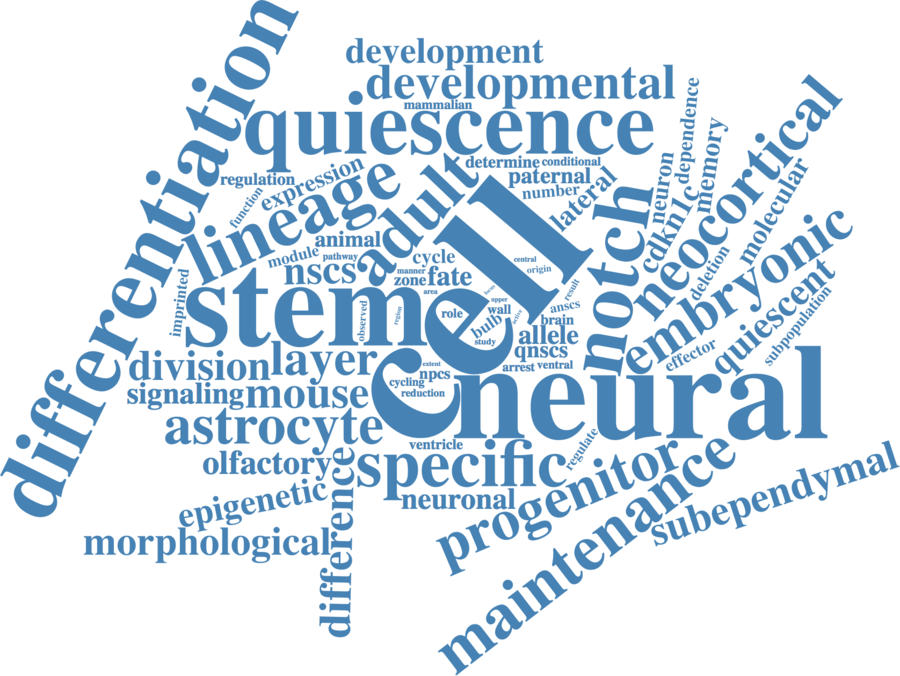 differentiation
development
developmental
mammalian
quiescence
determine
conditional
regulation
expression
paternal
number
lateral
function
lineage
adult
neuron
dependence
memory
cdkn1c
neocortical
molecular
animal
module
pathway
nscs
cycle
manner
zone
fate
area
central
origin
notch
deletion
embryonic
imprinted
stem
cell
observed
region
role
locus
upper
wall
bulb
active
study
result
anscs
brain
allele
qnscs
arrest
ventral
effector
quiescent
subpopulation
division
layer
extent
npcs
cycling
reduction
neural
signaling
mouse
astrocyte
ventricle
regulate
olfactory
specific
epigenetic
neuronal
progenitor
maintenance
subependymal
morphological
difference